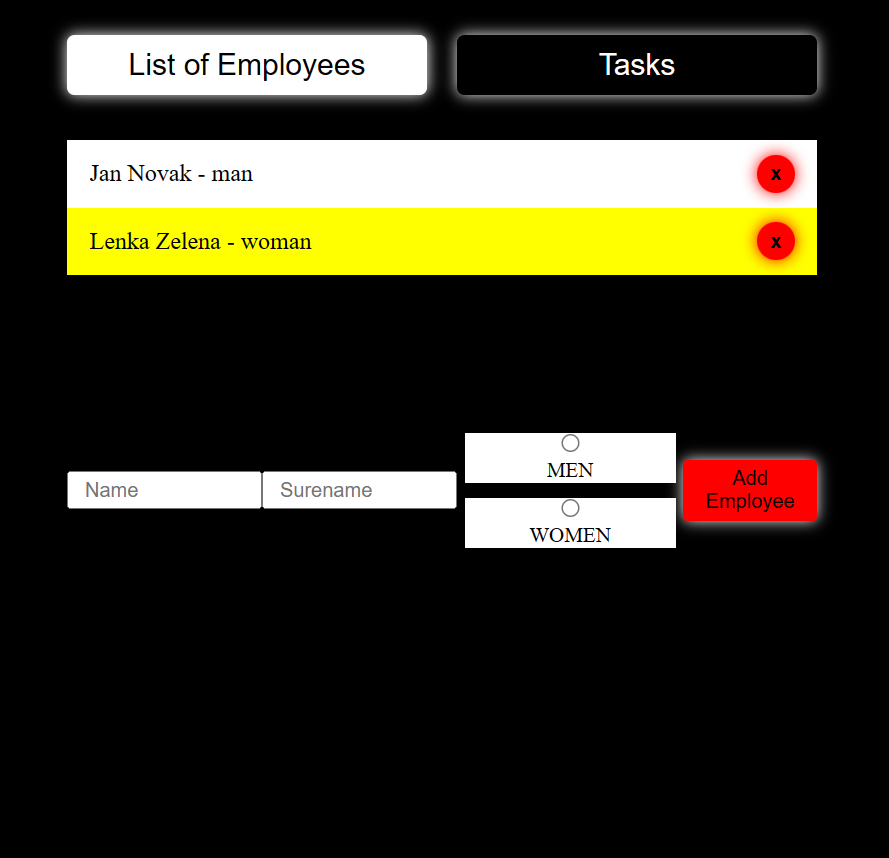 List of Employees
Tasks
Jan Novak - man
x
Lenka Zelena - woman
x
Name
Surename
MEN
WOMEN
Add
Employee